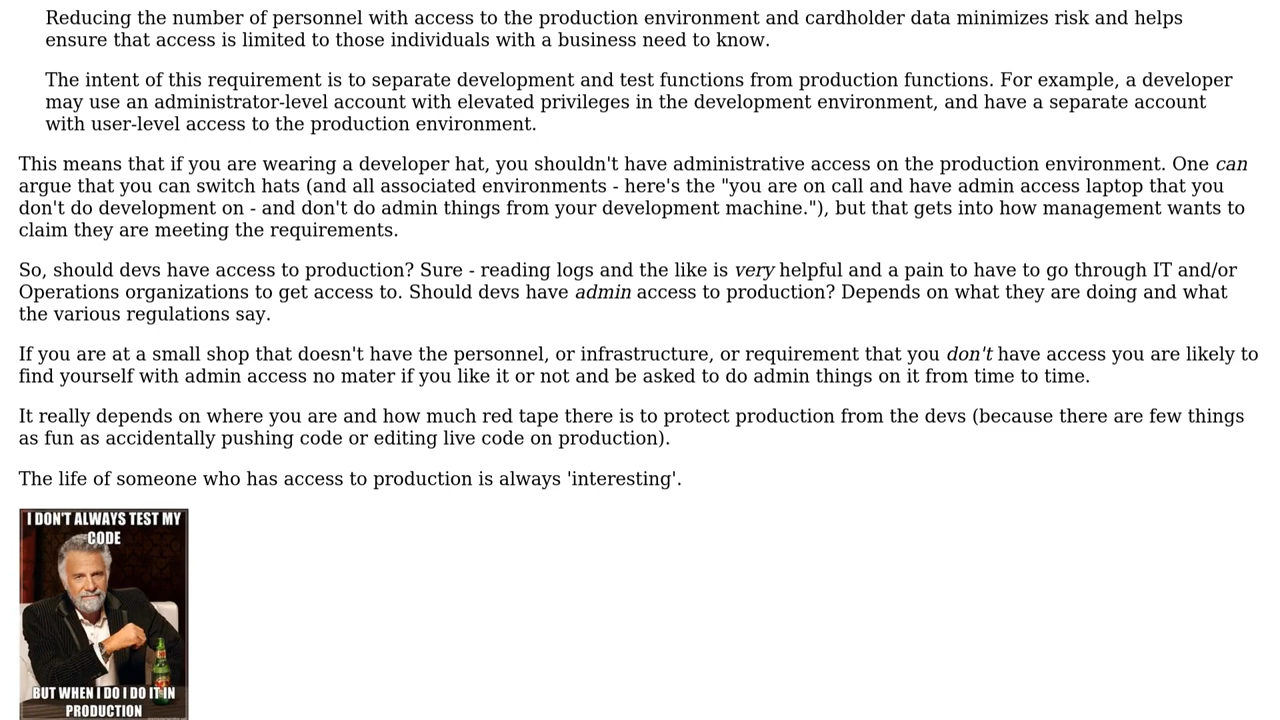 Reducing the number of personnel with access to the production environment and cardholder data minimizes risk and helps
ensure that access is limited to those individuals with a business need to know.
The intent of this requirement is to separate development and test functions from production functions. For example, a developer
may use an administrator-level account with elevated privileges in the development environment, and have a separate account
with user-level access to the production environment.
This means that if you are wearing a developer hat, you shouldn't have administrative access on the production environment. One can
argue that you can switch hats (and all associated environments - here's the "you are on call and have admin access laptop that you
don't do development on - and don't do admin things from your development machine."), but that gets into how management wants to
claim they are meeting the requirements.
So, should devs have access to production? Sure - reading logs and the like is very helpful and a pain to have to go through IT and/or
Operations organizations to get access to. Should devs have admin access to production? Depends on what they are doing and what
the various regulations say.
If you are at a small shop that doesn't have the personnel, or infrastructure, or requirement that you don't have access you are likely to
find yourself with admin access no mater if you like it or not and be asked to do admin things on it from time to time.
It really depends on where you are and how much red tape there is to protect production from the devs (because there are few things
as fun as accidentally pushing code or editing live code on production).
The life of someone who has access to production is always 'interesting'.
I DON'T ALWAYS TEST MY
CODE
BUT WHEN I DO I DO IT IN
PRODUCTION